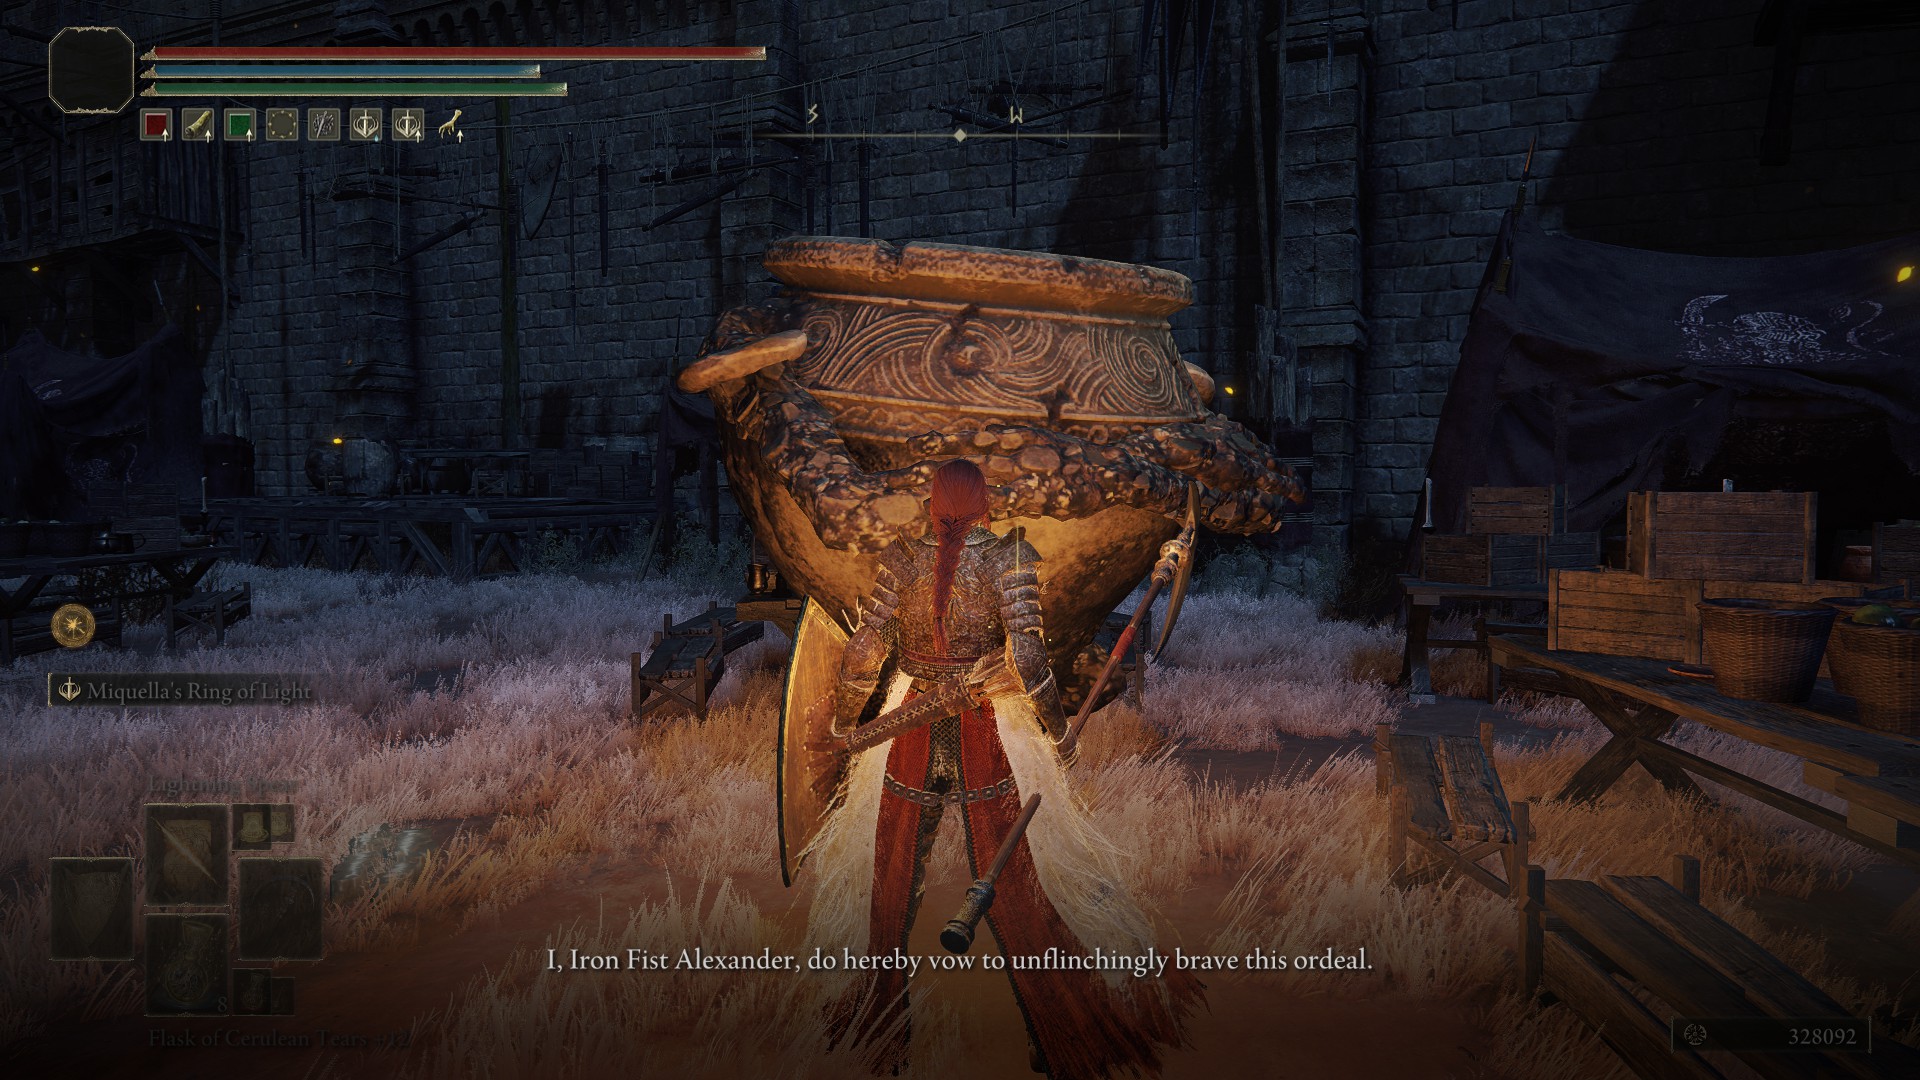 S
W
Miquella's Ring of Light
Lightning Spear
8
I, Iron Fist Alexander, do hereby vow to unflinchingly brave this ordeal.
Flask of Cerulean Tears +12
328092